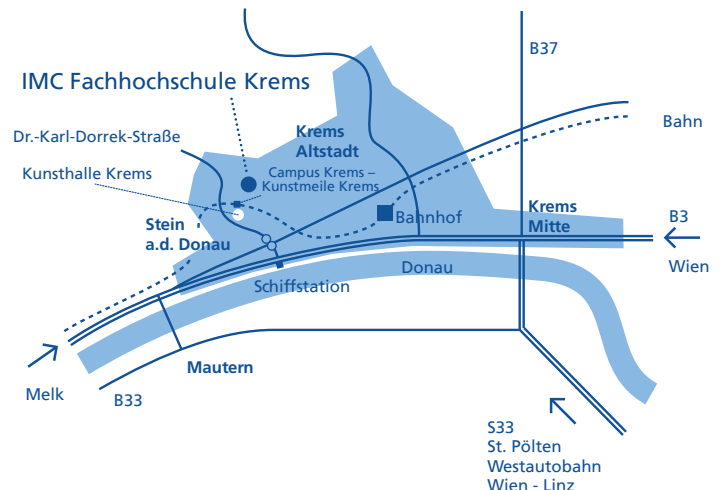 B37
IMC Fachhochschule Krems
Bahn
Dr.-Karl-Dorrek-Straße
Krems
Altstadt
Kunsthalle Krems
Campus Krems –
Kunstmeile Krems
Stein
a.d. Donau
Bahnhof
Krems
Mitte
B3
Wien
Donau
Schiffstation
Mautern
Melk
B33
S33
St. Pölten
Westautobahn
Wien - Linz